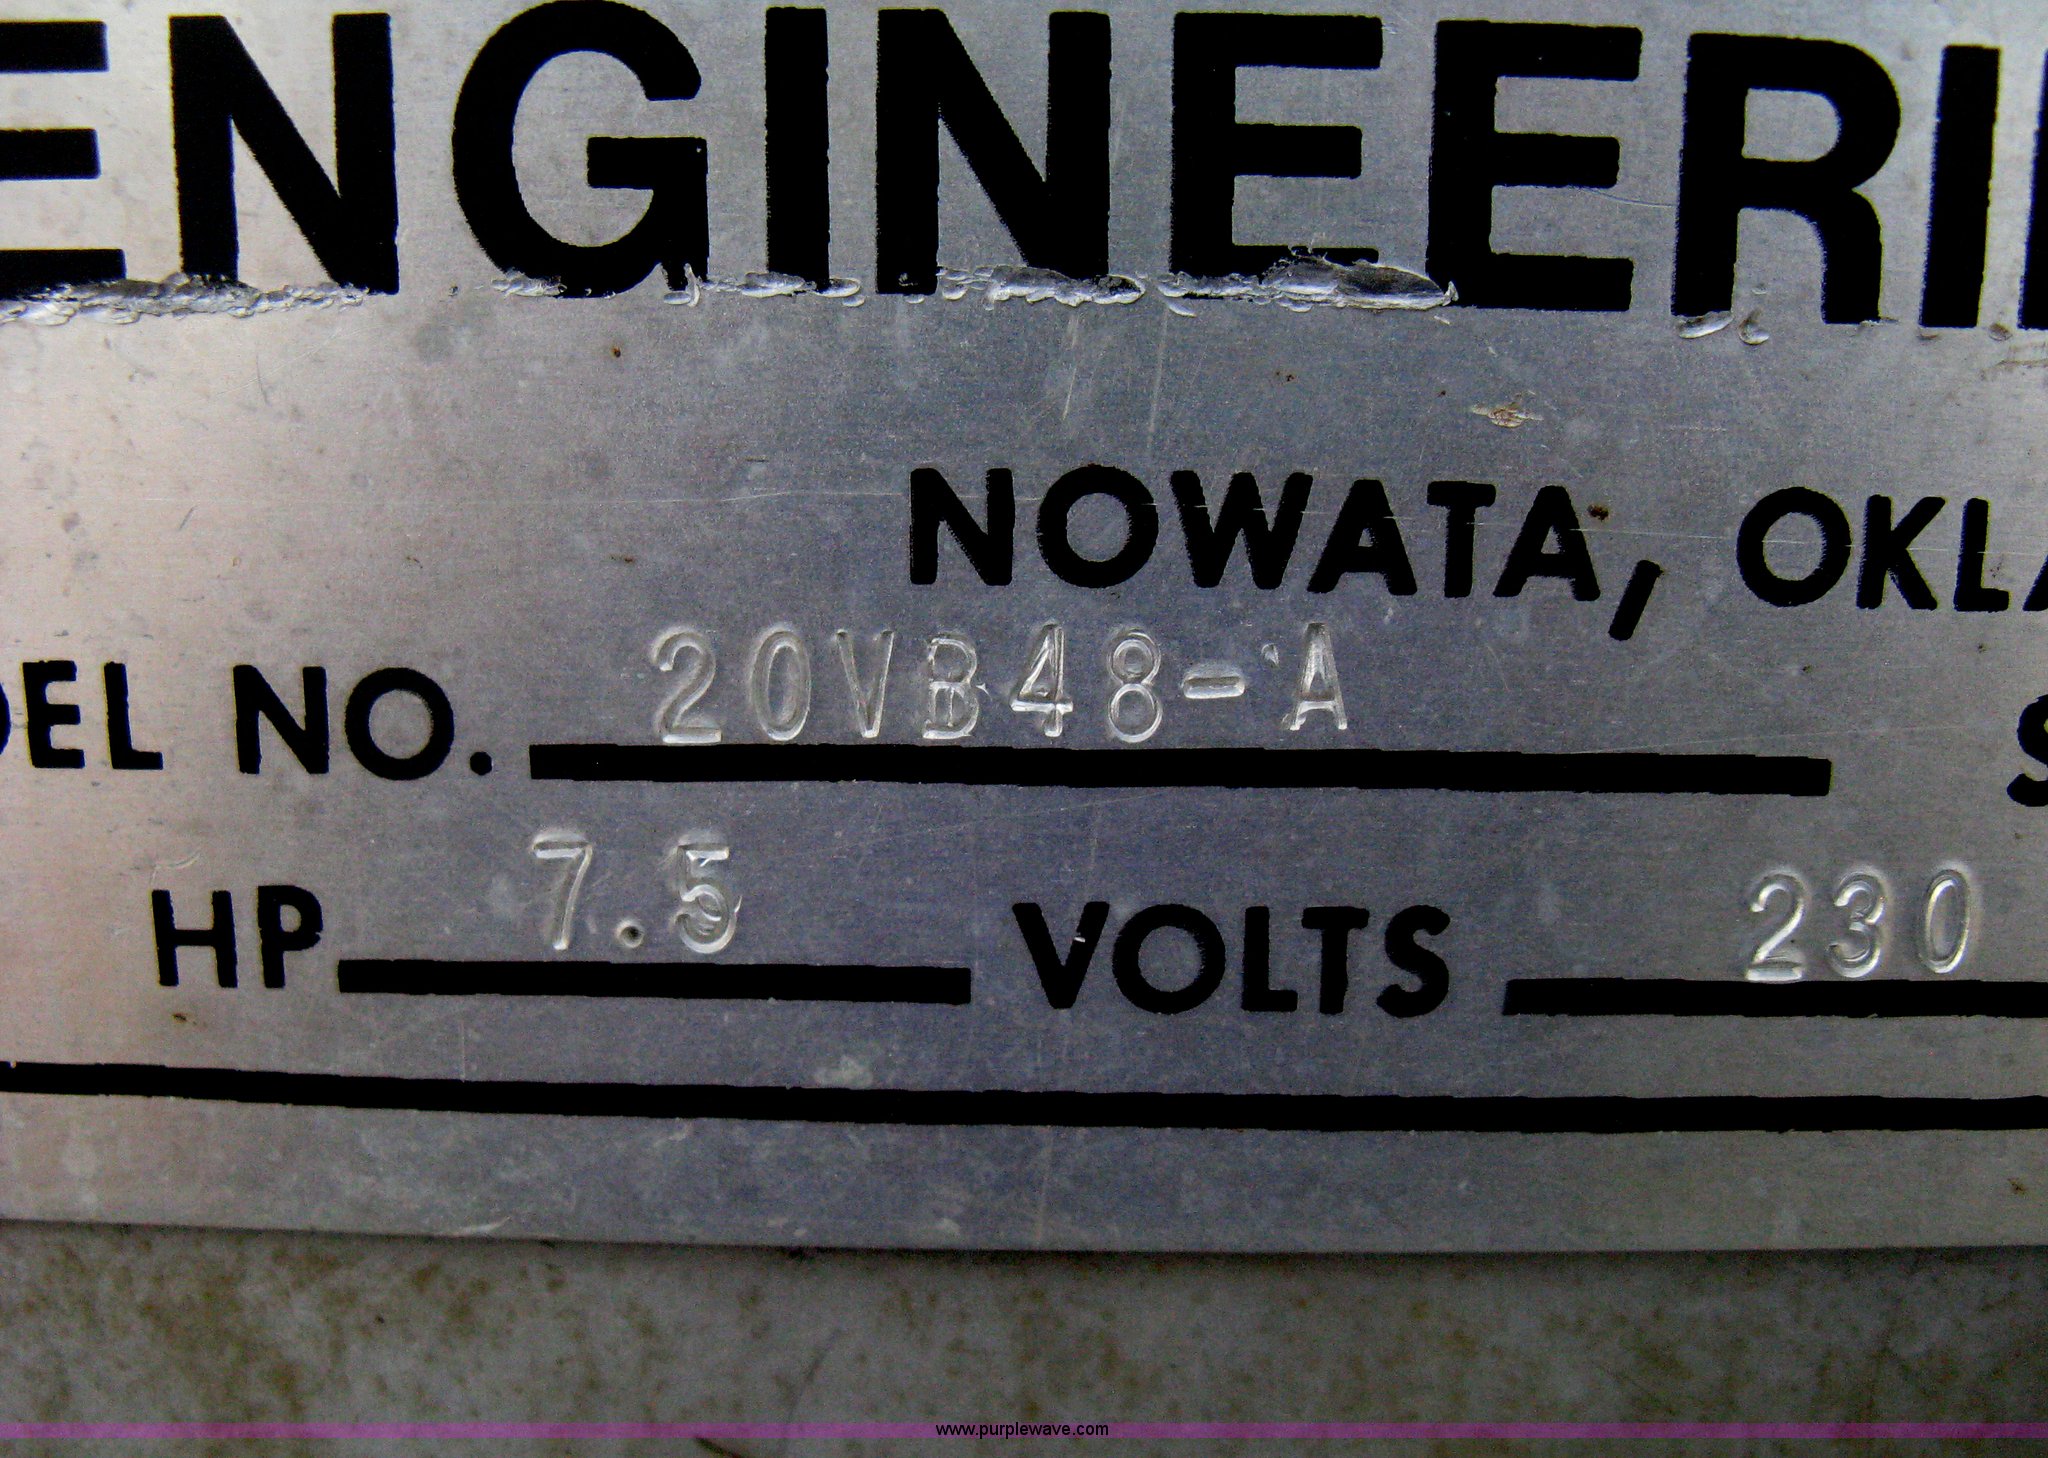 ENGINEERI
NOWATA, OKLA
DEL NO. 20VB48-A S
HP 7.5 VOLTS 230
www.purplewave.com